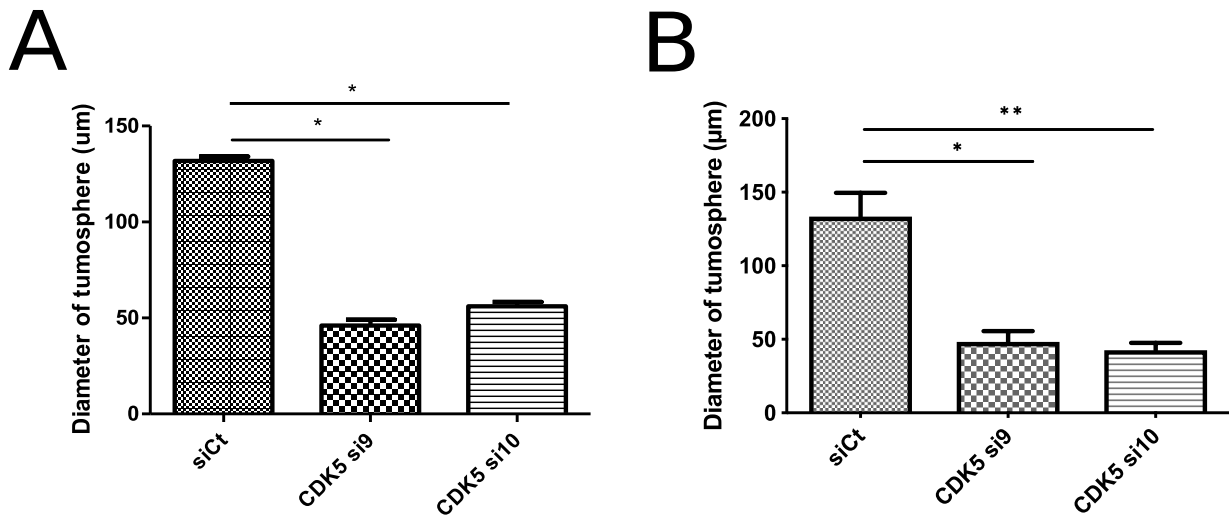 A
Diameter of tumosphere (um)
150
100
50
0
*
*
siCt
CDK5 si9
CDK5 si10
B
Diameter of tumosphere (µm)
200
150
100
50
0
**
*
siCt
CDK5 si9
CDK5 si10